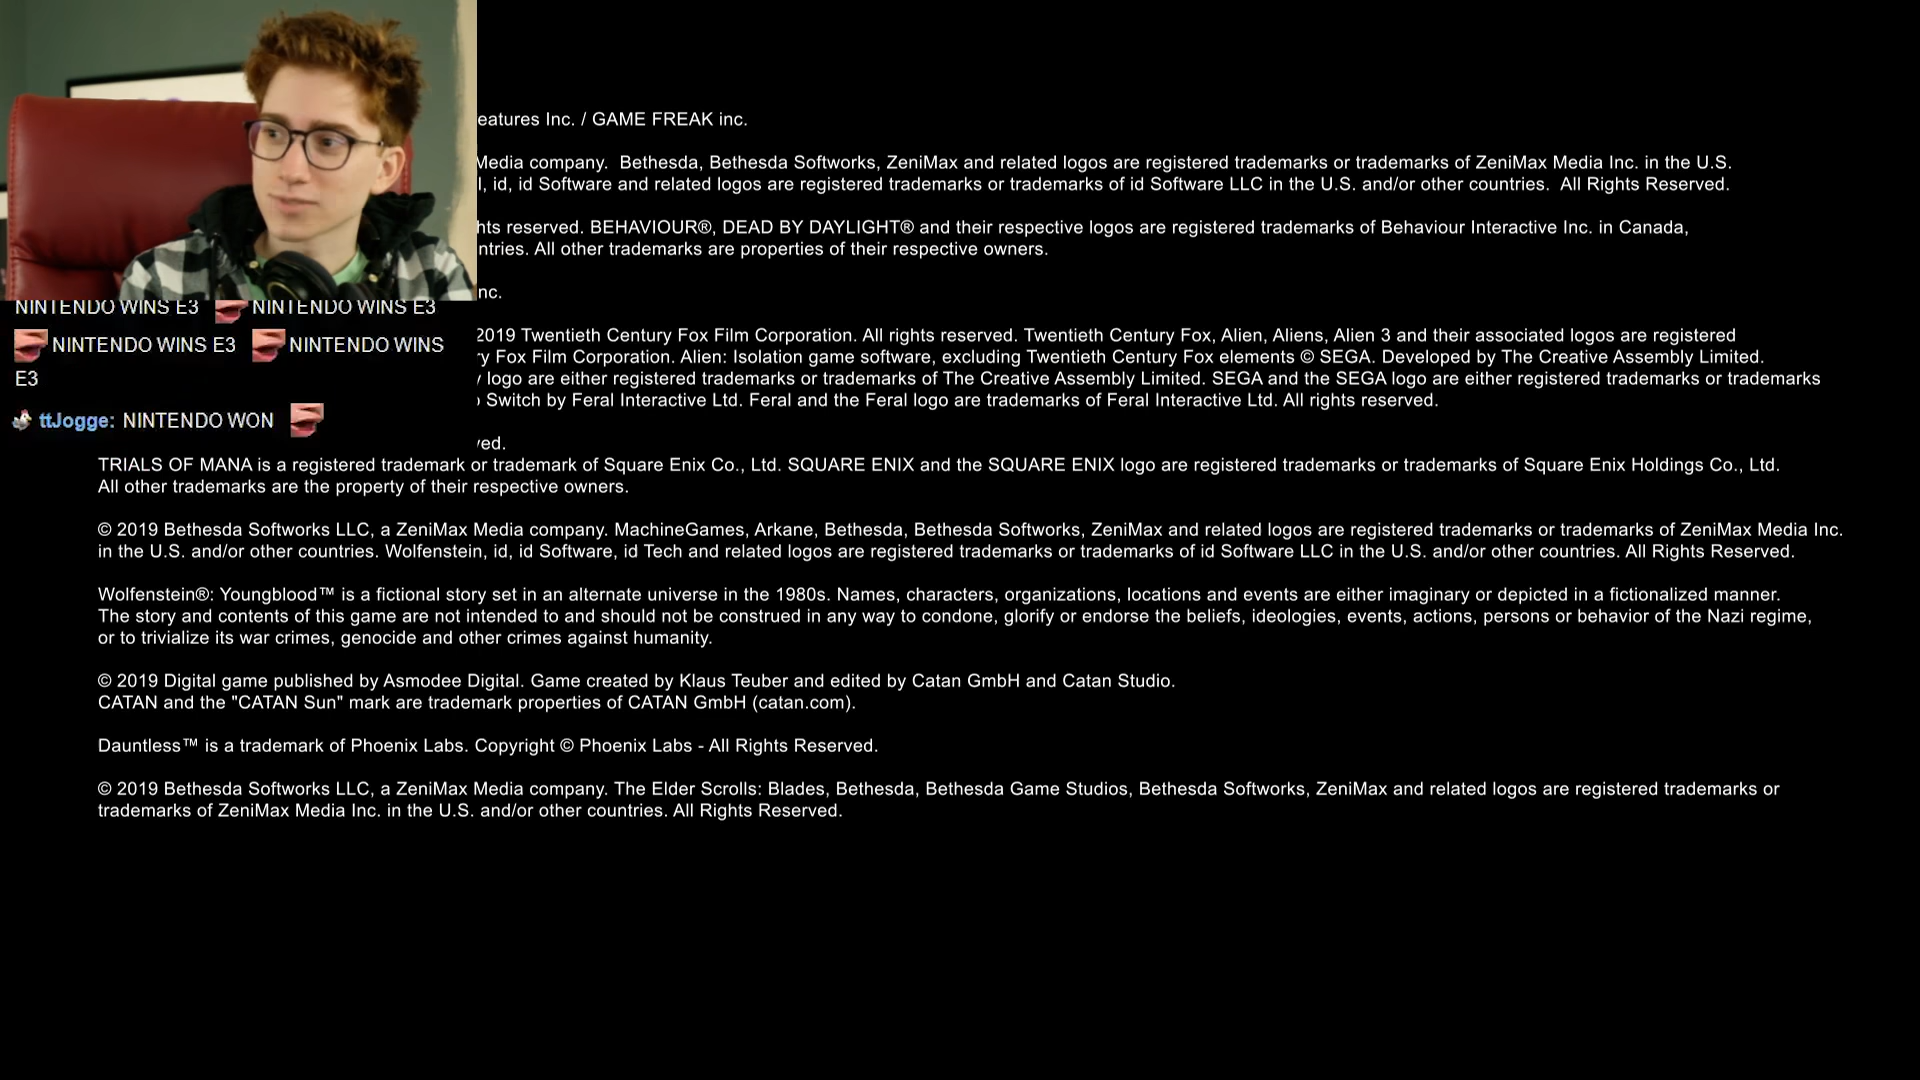 eatures Inc. / GAME FREAK inc.
Media company.  Bethesda, Bethesda Softworks, ZeniMax and related logos are registered trademarks or trademarks of ZeniMax Media Inc. in the U.S.
l, id, id Software and related logos are registered trademarks or trademarks of id Software LLC in the U.S. and/or other countries.  All Rights Reserved.
hts reserved. BEHAVIOUR®, DEAD BY DAYLIGHT® and their respective logos are registered trademarks of Behaviour Interactive Inc. in Canada,
ntries. All other trademarks are properties of their respective owners.
nc.
NINTENDO WINS E3 NINTENDO WINS E3
NINTENDO WINS E3 NINTENDO WINS
E3
ttJogge: NINTENDO WON
2019 Twentieth Century Fox Film Corporation. All rights reserved. Twentieth Century Fox, Alien, Aliens, Alien 3 and their associated logos are registered
ry Fox Film Corporation. Alien: Isolation game software, excluding Twentieth Century Fox elements © SEGA. Developed by The Creative Assembly Limited.
y logo are either registered trademarks or trademarks of The Creative Assembly Limited. SEGA and the SEGA logo are either registered trademarks or trademarks
Switch by Feral Interactive Ltd. Feral and the Feral logo are trademarks of Feral Interactive Ltd. All rights reserved.
ved.
TRIALS OF MANA is a registered trademark or trademark of Square Enix Co., Ltd. SQUARE ENIX and the SQUARE ENIX logo are registered trademarks or trademarks of Square Enix Holdings Co., Ltd.
All other trademarks are the property of their respective owners.
© 2019 Bethesda Softworks LLC, a ZeniMax Media company. MachineGames, Arkane, Bethesda, Bethesda Softworks, ZeniMax and related logos are registered trademarks or trademarks of ZeniMax Media Inc.
in the U.S. and/or other countries. Wolfenstein, id, id Software, id Tech and related logos are registered trademarks or trademarks of id Software LLC in the U.S. and/or other countries. All Rights Reserved.
Wolfenstein®: Youngblood™ is a fictional story set in an alternate universe in the 1980s. Names, characters, organizations, locations and events are either imaginary or depicted in a fictionalized manner.
The story and contents of this game are not intended to and should not be construed in any way to condone, glorify or endorse the beliefs, ideologies, events, actions, persons or behavior of the Nazi regime,
or to trivialize its war crimes, genocide and other crimes against humanity.
© 2019 Digital game published by Asmodee Digital. Game created by Klaus Teuber and edited by Catan GmbH and Catan Studio.
CATAN and the "CATAN Sun" mark are trademark properties of CATAN GmbH (catan.com).
Dauntless™ is a trademark of Phoenix Labs. Copyright © Phoenix Labs - All Rights Reserved.
© 2019 Bethesda Softworks LLC, a ZeniMax Media company. The Elder Scrolls: Blades, Bethesda, Bethesda Game Studios, Bethesda Softworks, ZeniMax and related logos are registered trademarks or
trademarks of ZeniMax Media Inc. in the U.S. and/or other countries. All Rights Reserved.